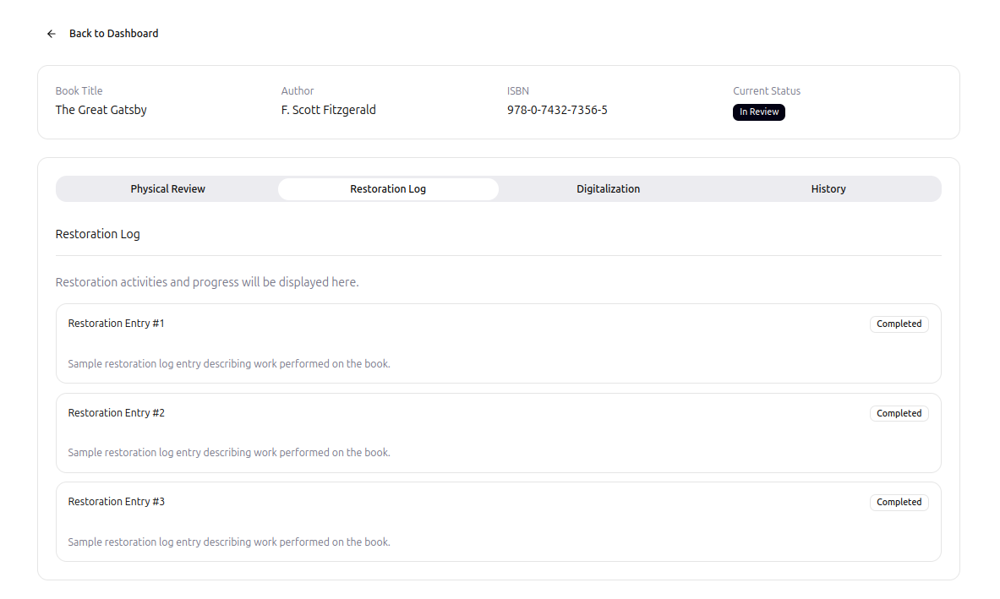 Back to Dashboard
Book Title
The Great Gatsby
Author
F. Scott Fitzgerald
ISBN
978-0-7432-7356-5
Current Status
In Review
Physical Review
Restoration Log
Digitalization
History
Restoration Log
Restoration activities and progress will be displayed here.
Restoration Entry #1
Completed
Sample restoration log entry describing work performed on the book.
Restoration Entry #2
Completed
Sample restoration log entry describing work performed on the book.
Restoration Entry #3
Completed
Sample restoration log entry describing work performed on the book.